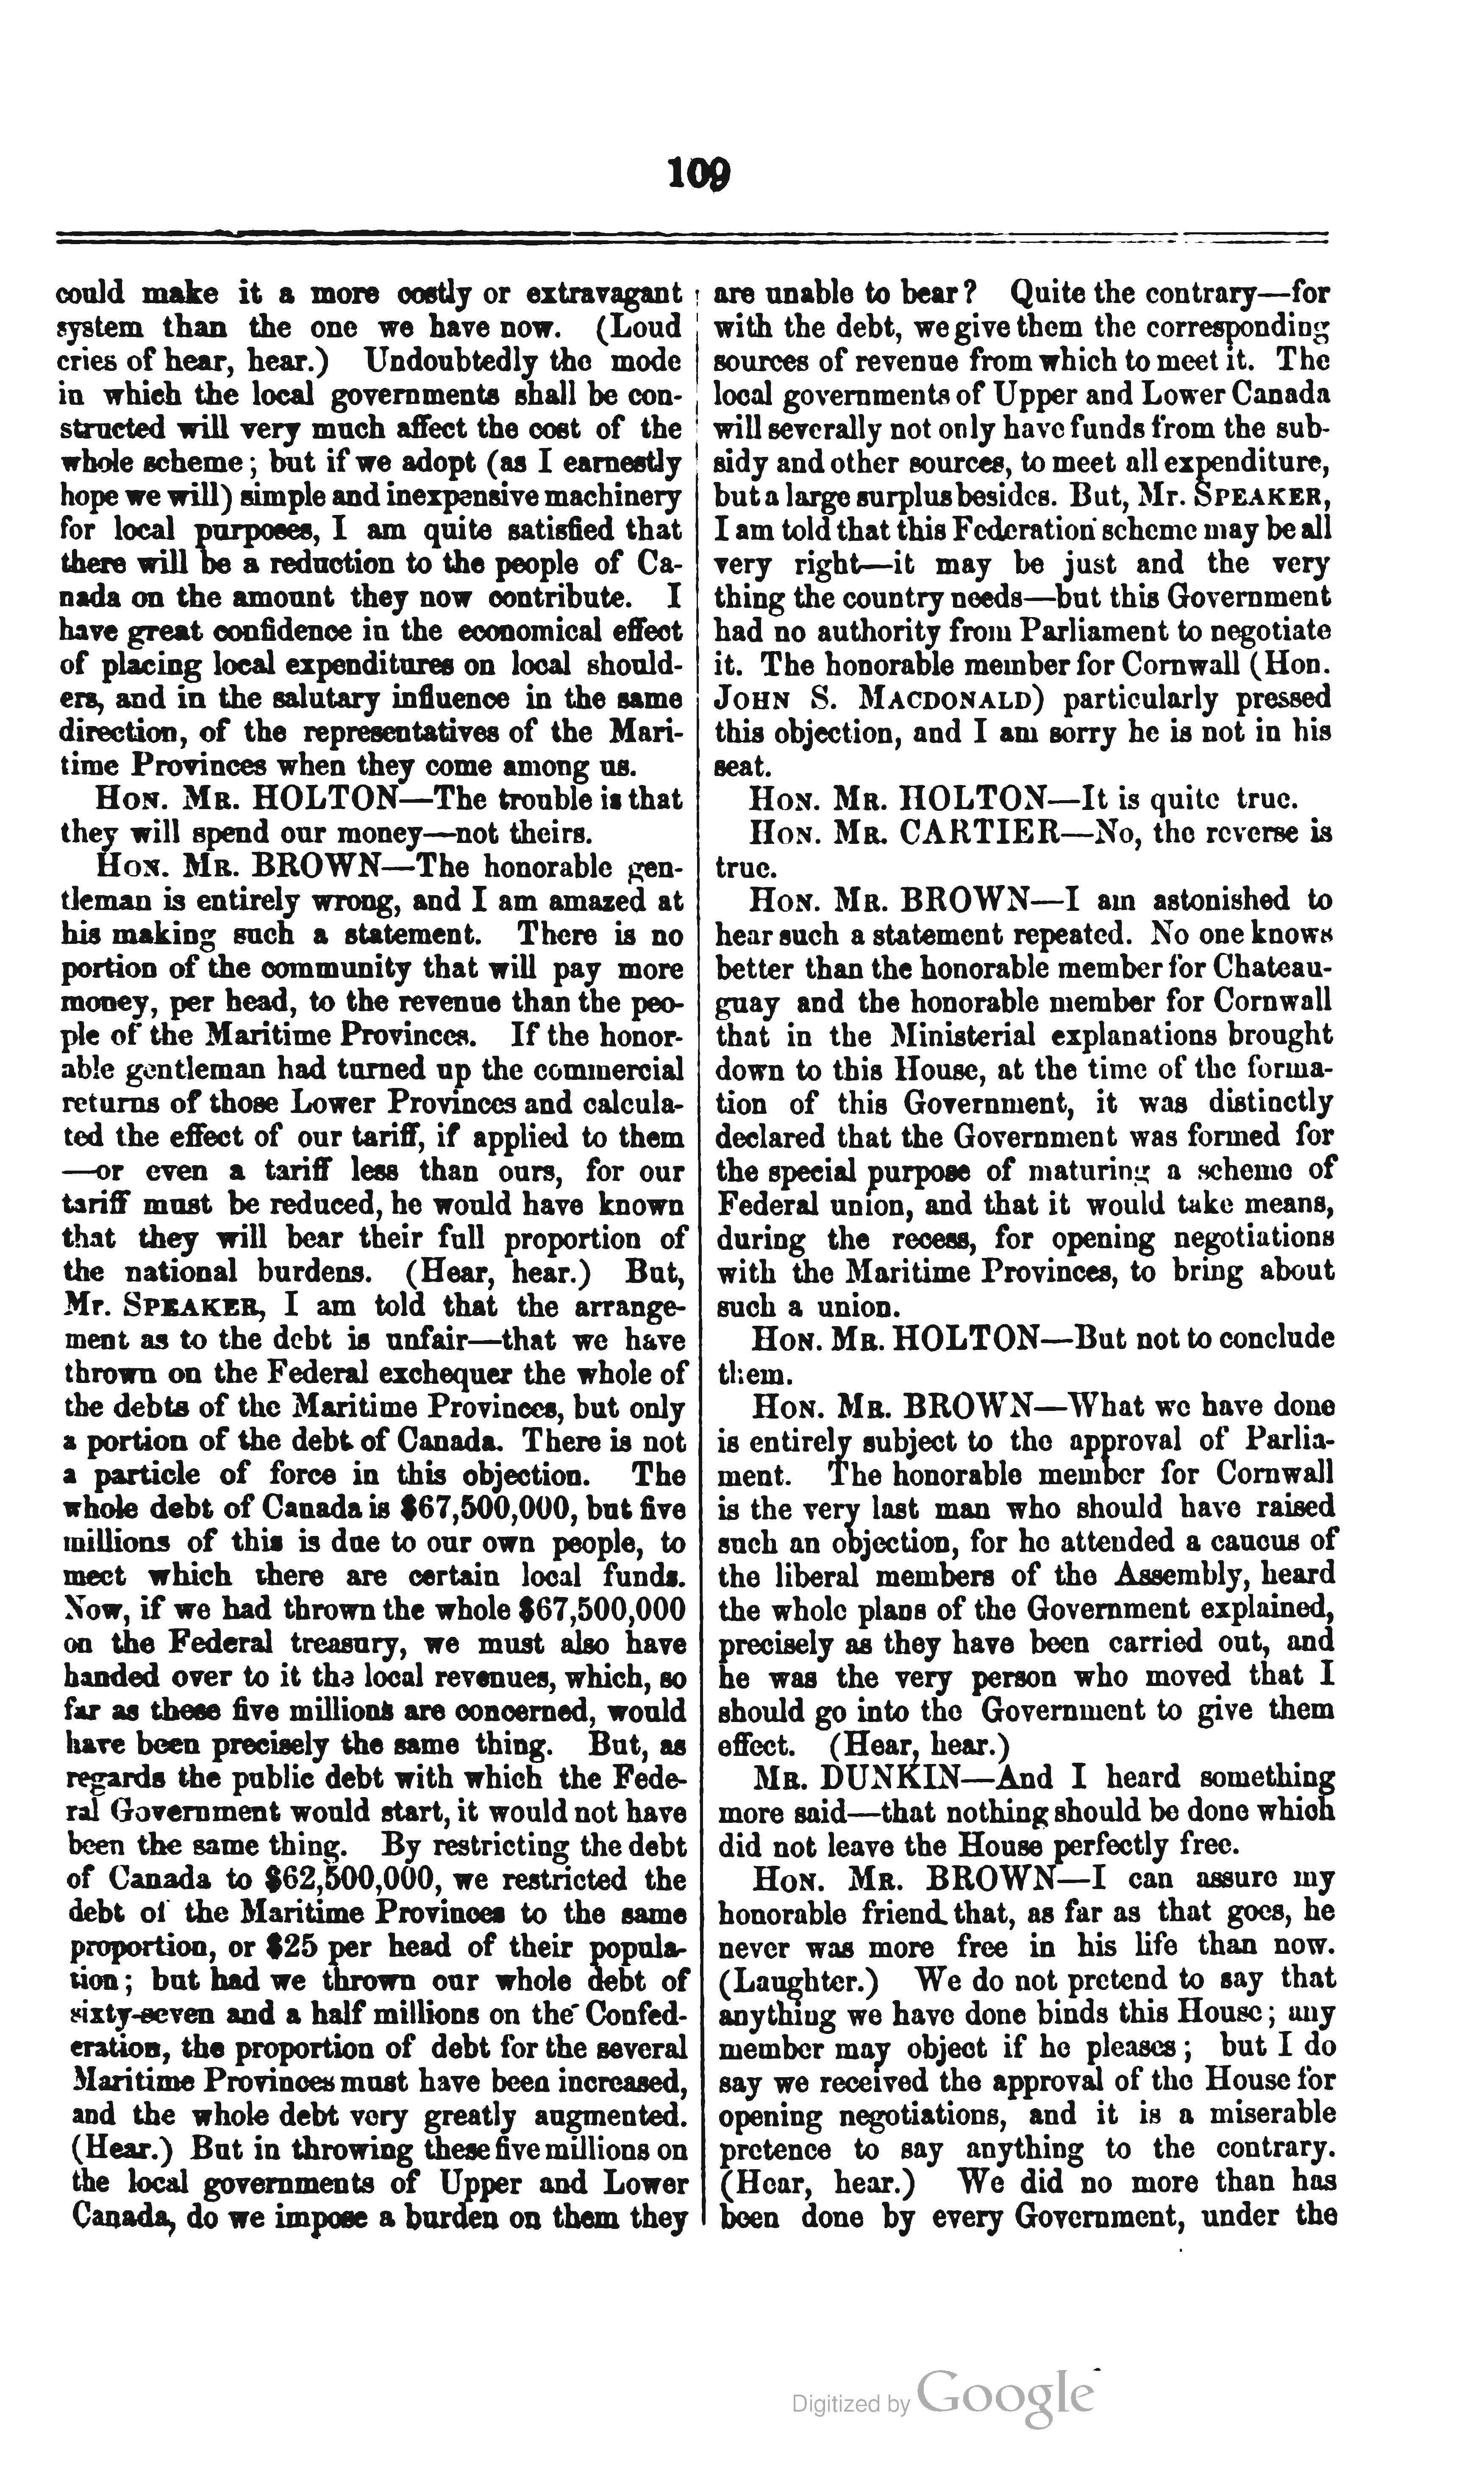 109
could make it a more costly or extravagant
system than the one we have now. (Loud
cries of hear, hear.) Undoubtedly the mode
in which the local governments shall be con-
structed will very much affect the cost of the
whole scheme; but if we adopt (as I earnestly
hope we will) simple and inexpensive machinery
for local purposes, I am quite satisfied that
there will be a reduction to the people of Ca-
nada on the amount they now contribute. I
have great confidence in the economical effect
of placing local expenditures on local should-
ers, and in the salutary influence in the same
direction, of the representatives of the Mari-
time Provinces when they come among us.
HON. MR. HOLTON—The trouble is that
they will spend our money—not theirs.
HON. MR. BROWN—The honorable gen-
tleman is entirely wrong, and I am amazed at
his making such a statement. There is no
portion of the community that will pay more
money, per head, to the revenue than the peo-
ple of the Maritime Provinces. If the honor-
able gentleman had turned up the commercial
returns of those Lower Provinces and calcula-
ted the effect of our tariff, if applied to them
—or even a tariff less than ours, for our
tariff must be reduced, he would have known
that they will bear their full proportion of
the national burdens. (Hear, hear.) But,
Mr. SPEAKER, I am told that the arrange-
ment as to the debt is unfair—that we have
thrown on the Federal exchequer the whole of
the debts of the Maritime Provinces, but only
a portion of the debt of Canada. There is not
a particle of force in this objection. The
whole debt of Canada is $67,500,000, but five
millions of this is due to our own people, to
meet which there are certain local funds.
Now, if we had thrown the whole $67,500,000
on the Federal treasury, we must also have
handed over to it the local revenues, which, so
far as these five millions are concerned, would
have been precisely the same thing. But, as
regards the public debt with which the Fede-
ral Government would start, it would not have
been the same thing. By restricting the debt
of Canada to $62,500,000, we restricted the
debt of the Maritime Provinces to the same
proportion, or $25 per head of their popula-
tion; but had we thrown our whole debt of
sixty-seven and a half millions on the Confed-
eration, the proportion of debt for the several
Maritime Provinces must have been increased,
and the whole debt very greatly augmented.
(Hear.) But in throwing these five millions on
the local governments of Upper and Lower
Canada, do we impose a burden on them they
are unable to bear? Quite the contrary—for
with the debt, we give them the corresponding
sources of revenue from which to meet it. The
local governments of Upper and Lower Canada
will severally not only have funds from the sub-
sidy and other sources, to meet all expenditure,
but a large surplus besides. But, Mr. SPEAKER,
I am told that this Federation scheme may be all
very right—it may be just and the very
thing the country needs—but this Government
had no authority from Parliament to negotiate
it. The honorable member for Cornwall (Hon.
JOHN S. MACDONALD) particularly pressed
this objection, and I am sorry he is not in his
seat.
HON. MR. HOLTON—It is quite true.
HON. MR. CARTIER—No, the reverse is
true.
HON. MR. BROWN—I am astonished to
hear such a statement repeated. No one knows
better than the honorable member for Chateau-
guay and the honorable member for Cornwall
that in the Ministerial explanations brought
down to this House, at the time of the forma-
tion of this Government, it was distinctly
declared that the Government was formed for
the special purpose of maturing a scheme of
Federal union, and that it would take means,
during the recess, for opening negotiations
with the Maritime Provinces, to bring about
such a union.
HON. MR. HOLTON—But not to conclude
them.
HON. MR. BROWN—What we have done
is entirely subject to the approval of Parlia-
ment. The honorable member for Cornwall
is the very last man who should have raised
such an objection, for he attended a caucus of
the liberal members of the Assembly, heard
the whole plans of the Government explained,
precisely as they have been carried out, and
he was the very person who moved that I
should go into the Government to give them
effect. (Hear, hear.)
MR. DUNKIN—And I heard something
more said—that nothing should be done which
did not leave the House perfectly free.
HON. MR. BROWN—I can assure my
honorable friend that, as far as that goes, he
never was more free in his life than now.
(Laughter.) We do not pretend to say that
anything we have done binds this House; any
member may object if he pleases; but I do
say we received the approval of the House for
opening negotiations, and it is a miserable
pretence to say anything to the contrary.
(Hear, hear.) We did no more than has
been done by every Government, under the
Digitized by Google